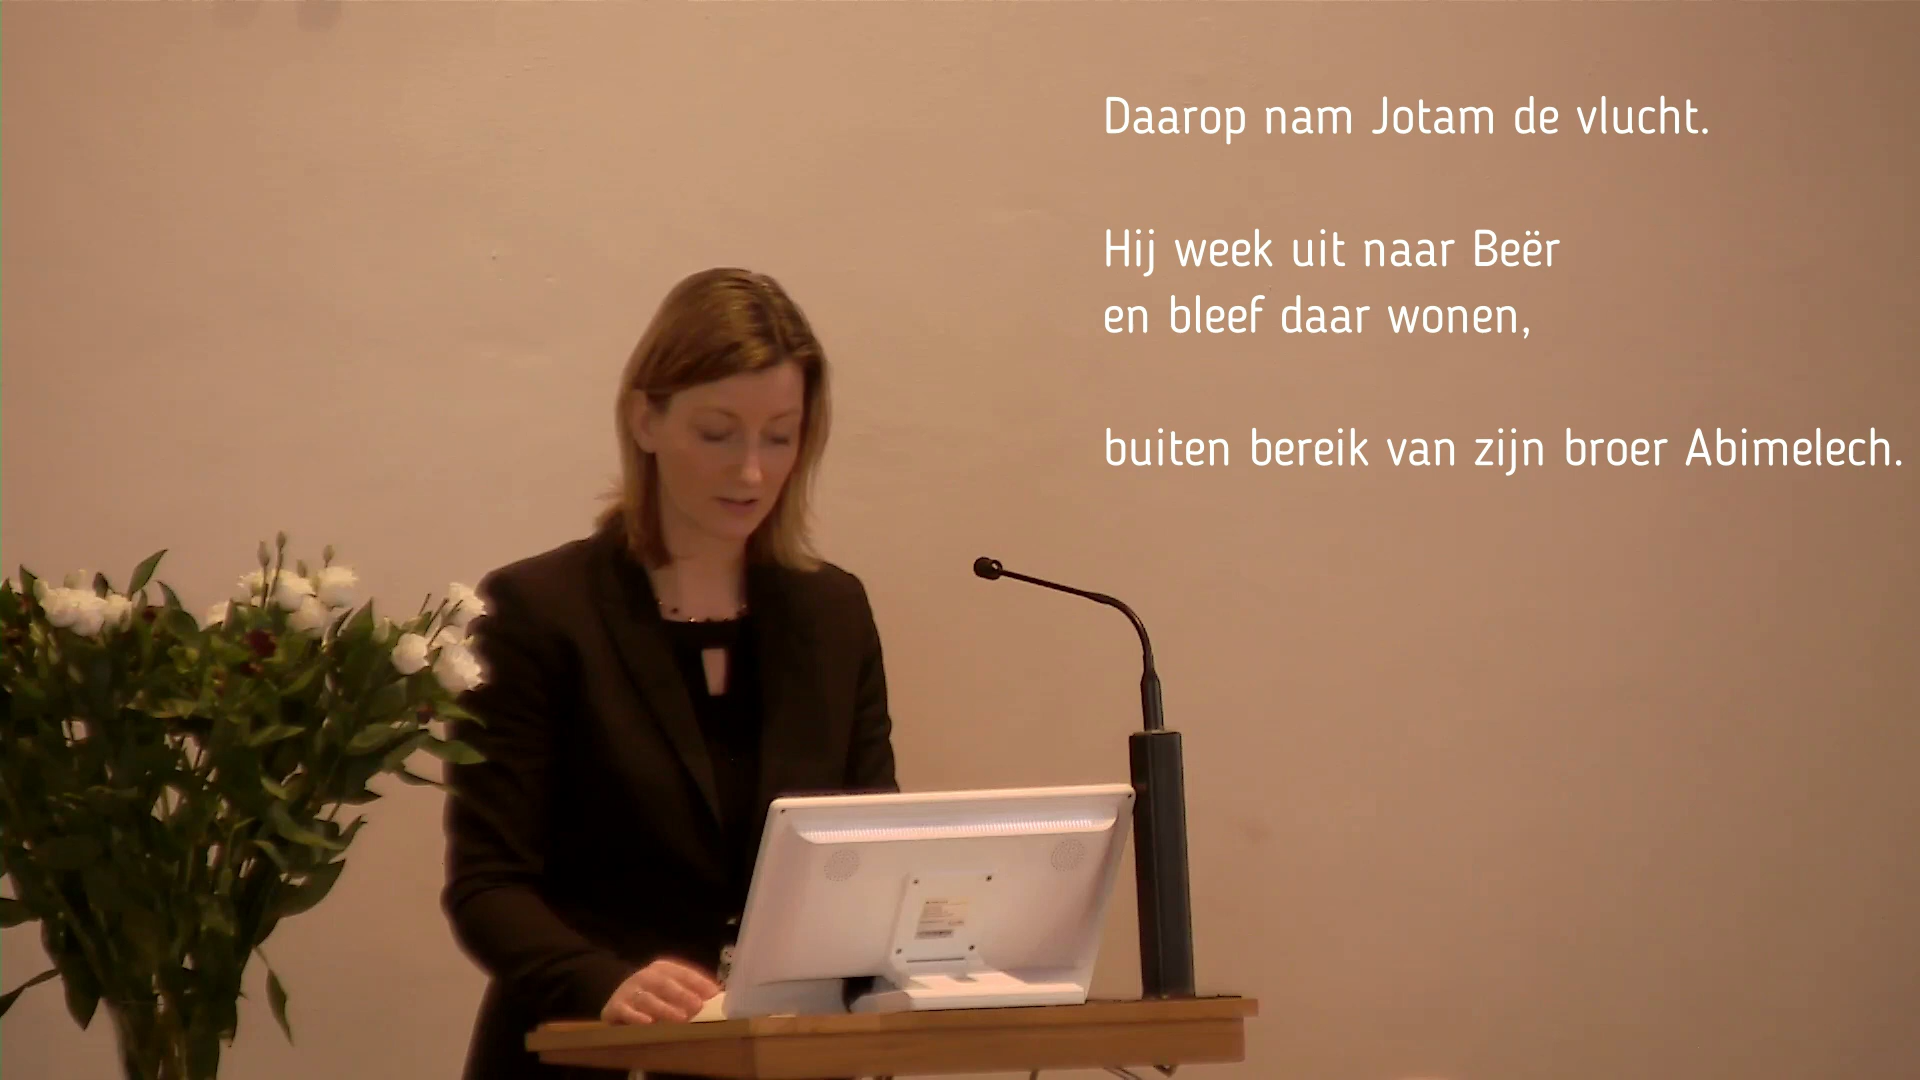 Daarop nam Jotam de vlucht.
Hij week uit naar Beër
en bleef daar wonen,
buiten bereik van zijn broer Abimelech.